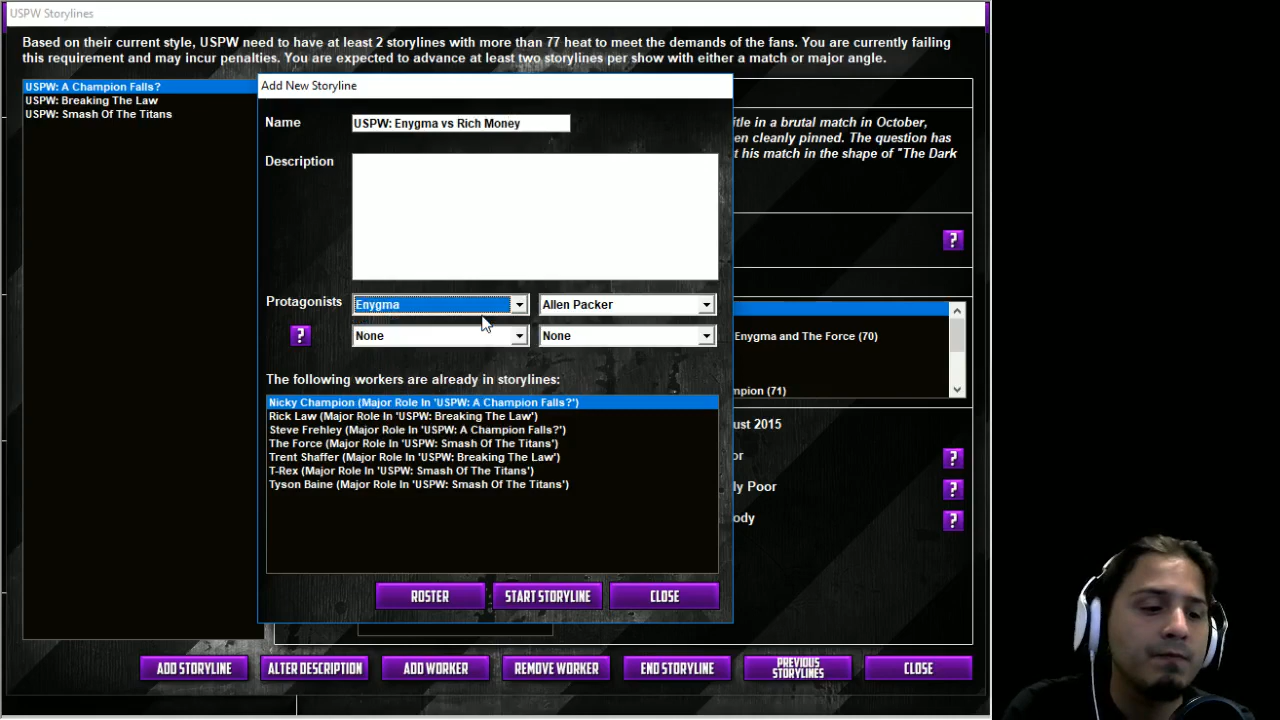 USPW Storylines
Based on their current style, USPW need to have at least 2 storylines with more than 77 heat to meet the demands of the fans. You are currently failing
this requirement and may incur penalties. You are expected to advance at least two storylines per show with either a match or major angle.
USPW: A Champion Falls?
USPW: Breaking The Law
USPW: Smash Of The Titans
Add New Storyline
Name
USPW: Enygma vs Rich Money
Description
title in a brutal match in October,
en cleanly pinned. The question has
t his match in the shape of "The Dark
?
Protagonists
Enygma
Allen Packer
?
None
None
Enygma and The Force (70)
mpion (71)
The following workers are already in storylines:
Nicky Champion (Major Role In 'USPW: A Champion Falls?')
Rick Law (Major Role In 'USPW: Breaking The Law')
Steve Frehley (Major Role In 'USPW: A Champion Falls?')
The Force (Major Role In 'USPW: Smash Of The Titans')
Trent Shaffer (Major Role In 'USPW: Breaking The Law')
T-Rex (Major Role In 'USPW: Smash Of The Titans')
Tyson Baine (Major Role In 'USPW: Smash Of The Titans')
ust 2015
or
?
ly Poor
?
ody
?
ROSTER
START STORYLINE
CLOSE
ADD STORYLINE
ALTER DESCRIPTION
ADD WORKER
REMOVE WORKER
END STORYLINE
PREVIOUS
STORYLINES
CLOSE